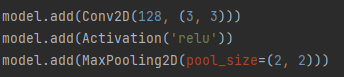 model.add(Conv2D(128, (3, 3)))
model.add(Activation('relu'))
model.add(MaxPooling2D(pool_size=(2, 2)))